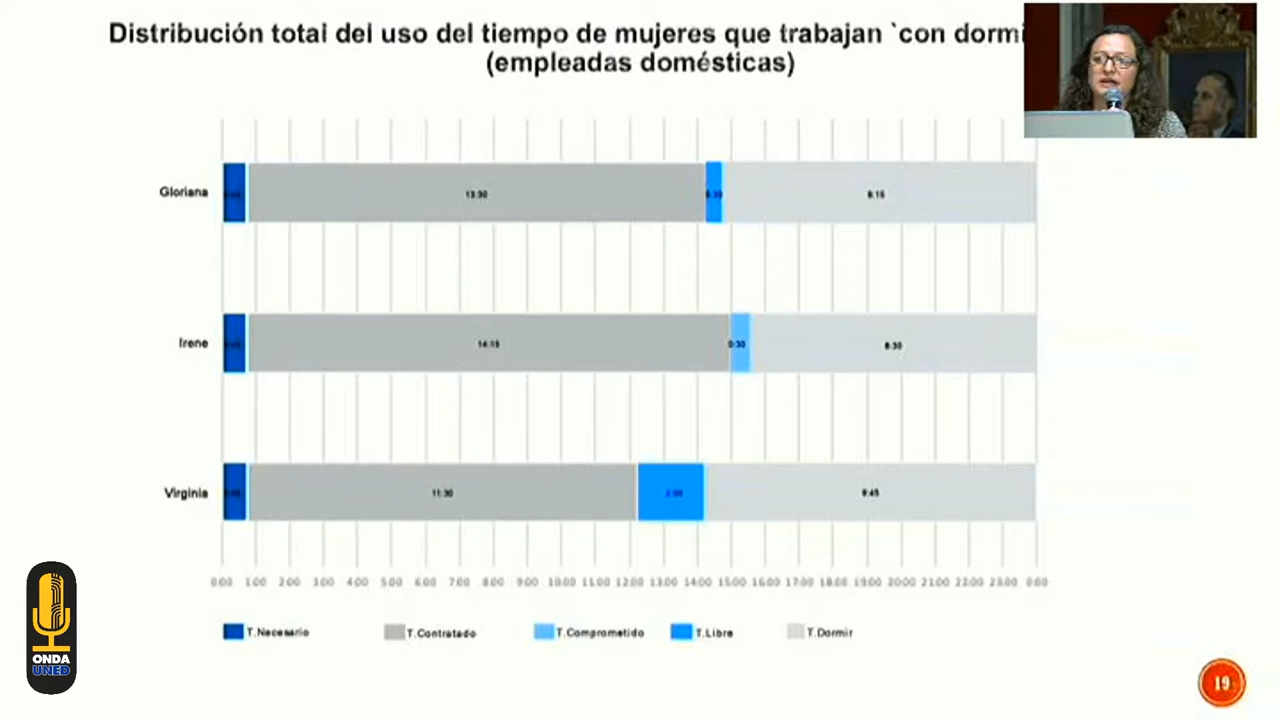 Distribución total del uso del tiempo de mujeres que trabajan `con dormi
(empleadas domésticas)
Gloriana
13:30
9:15
Irene
14:15
0:30
8:30
Virginia
11:30
2:00
9:45
0:00 1:00 2:00 3:00 4:00 5:00 6:00 7:00 8:00 9:00 10:00 11:00 12:00 13:00 14:00 15:00 16:00 17:00 18:00 19:00 20:00 21:00 22:00 23:00 0:00
T.Necesario T.Contratado T.Comprometido T.Libre T.Dormir
ONDA
UNED
19